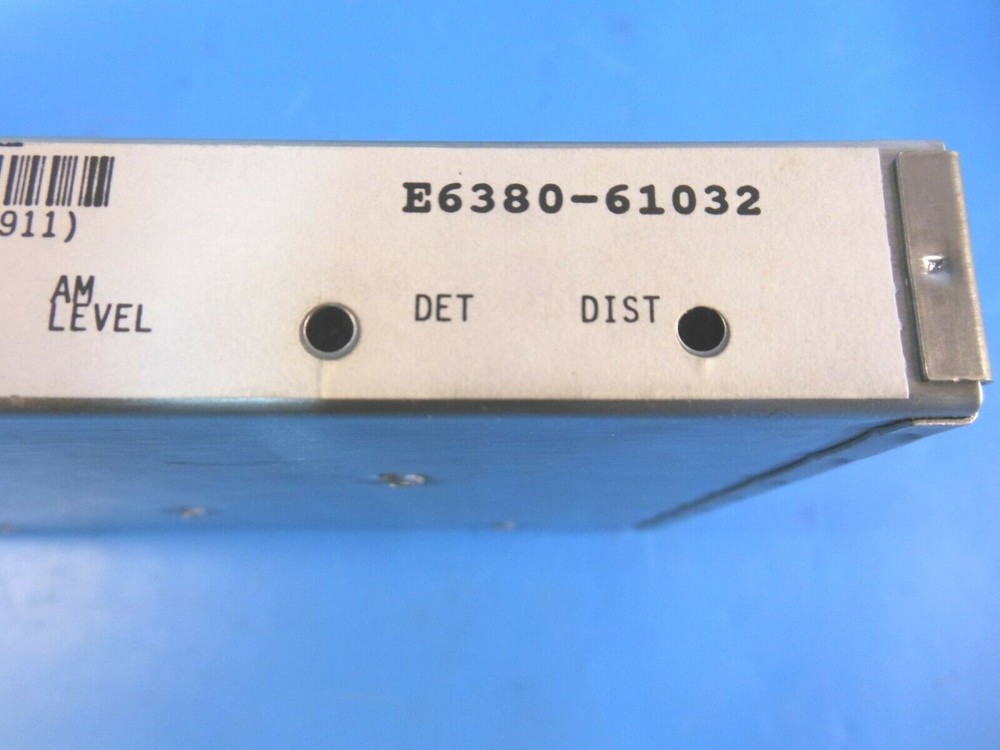 E6380-61032
911)
AM
LEVEL
DET DIST